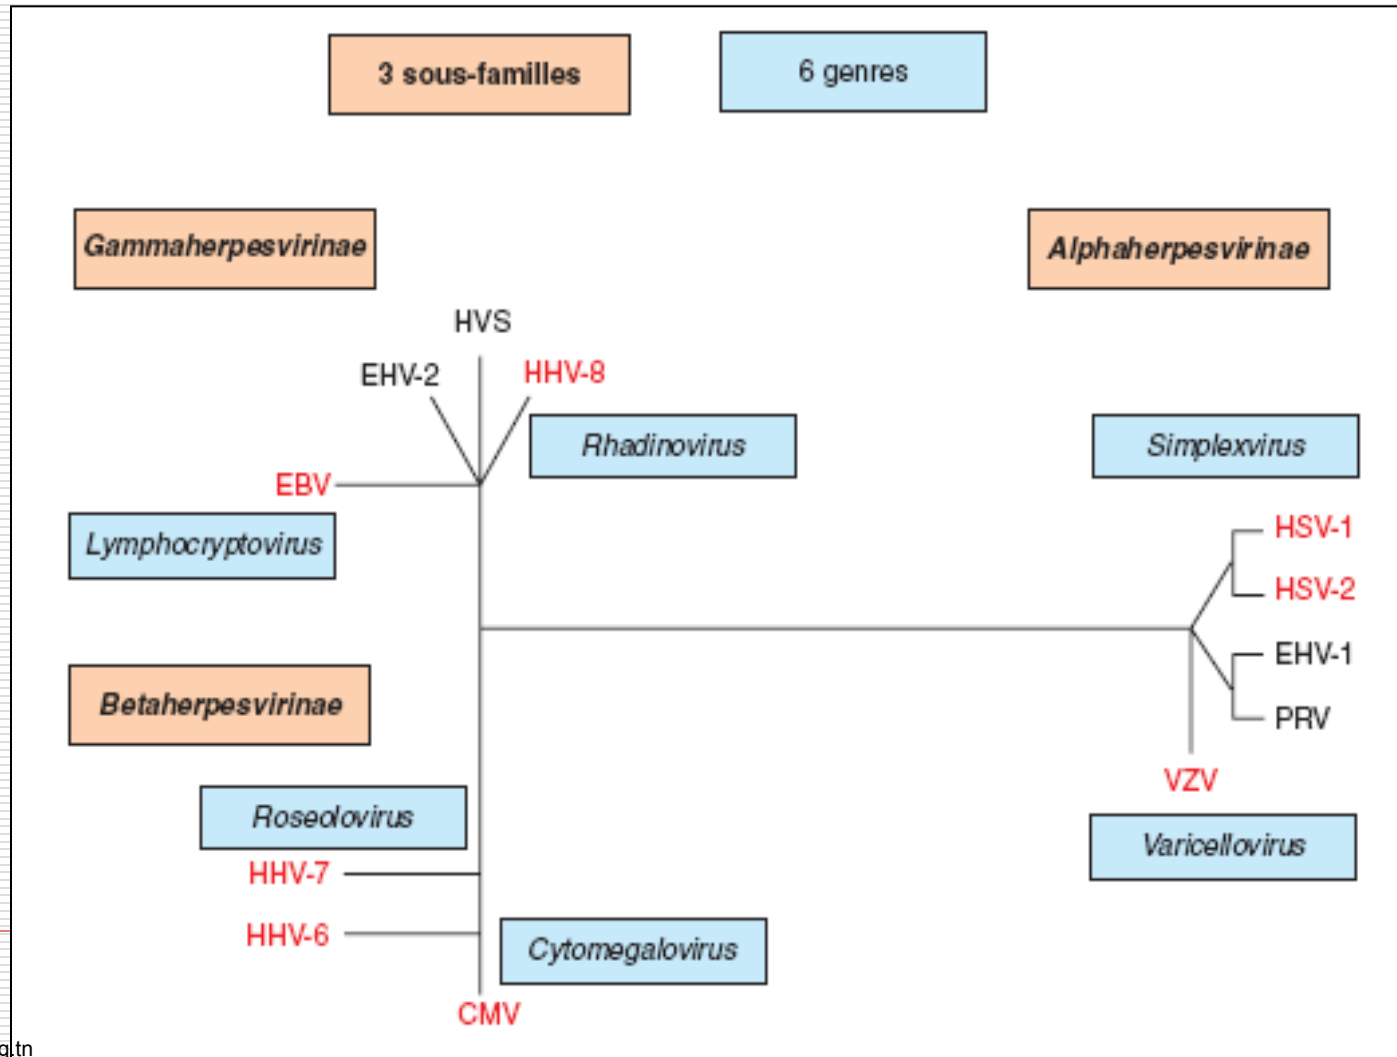 3 sous-familles
6 genres
Gammaherpesvirinae
Alphaherpesvirinae
HVS
EHV-2
HHV-8
Rhadinovirus
Simplexvirus
EBV
Lymphocryptovirus
HSV-1
HSV-2
EHV-1
PRV
Betaherpesvirinae
VZV
Roseolovirus
Varicellovirus
HHV-7
HHV-6
Cytomegalovirus
CMV